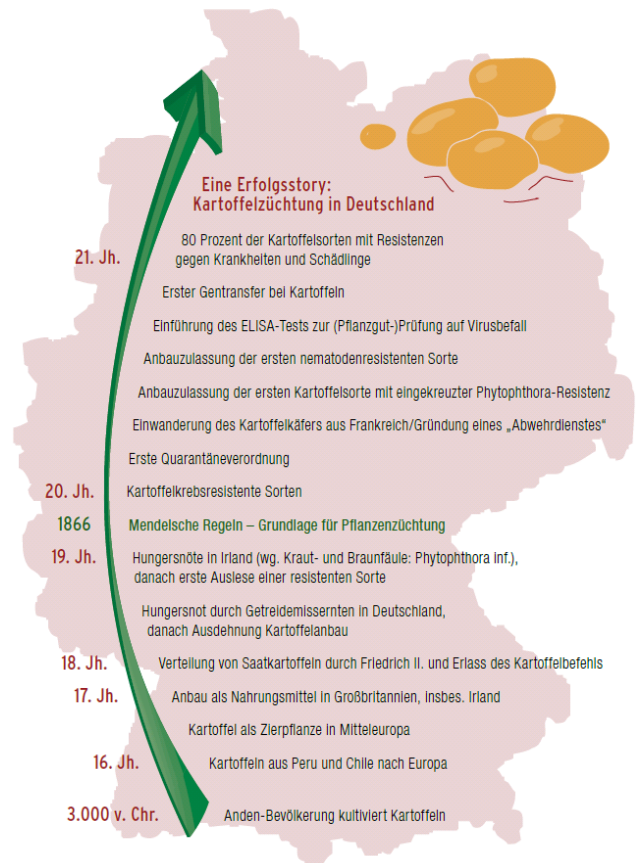 Eine Erfolgsstory:
Kartoffelzüchtung in Deutschland
80 Prozent der Kartoffelsorten mit Resistenzen
21. Jh. gegen Krankheiten und Schädlinge
Erster Gentransfer bei Kartoffeln
Einführung des ELISA-Tests zur (Pflanzgut-)Prüfung auf Virusbefall
Anbauzulassung der ersten nematodenresistenten Sorte
Anbauzulassung der ersten Kartoffelsorte mit eingekreuzter Phytophthora-Resistenz
Einwanderung des Kartoffelkäfers aus Frankreich/Gründung eines „Abwehrdienstes“
Erste Quarantäneverordnung
20. Jh. Kartoffelkrebsresistente Sorten
1866 Mendelsche Regeln – Grundlage für Pflanzenzüchtung
19. Jh. Hungersnöte in Irland (wg. Kraut- und Braunfäule: Phytophthora inf.),
danach erste Auslese einer resistenten Sorte
Hungersnot durch Getreidemissernten in Deutschland,
danach Ausdehnung Kartoffelanbau
18. Jh. Verteilung von Saatkartoffeln durch Friedrich II. und Erlass des Kartoffelbefehls
17. Jh. Anbau als Nahrungsmittel in Großbritannien, insbes. Irland
Kartoffel als Zierpflanze in Mitteleuropa
16. Jh. Kartoffeln aus Peru und Chile nach Europa
3.000 v. Chr. Anden-Bevölkerung kultiviert Kartoffeln